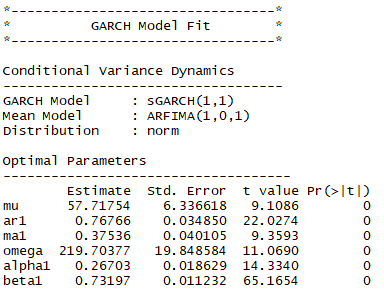 *---------------------------------*
*          GARCH Model Fit        *
*---------------------------------*
Conditional Variance Dynamics
-----------------------------------
GARCH Model     : sGARCH(1,1)
Mean Model      : ARFIMA(1,0,1)
Distribution    : norm
Optimal Parameters
------------------------------------
        Estimate  Std. Error  t value Pr(>|t|)
mu      57.71754    6.336618   9.1086        0
ar1      0.76766    0.034850  22.0274        0
ma1      0.37536    0.040105   9.3593        0
omega  219.70377   19.848584  11.0690        0
alpha1   0.26703    0.018629  14.3340        0
beta1    0.73197    0.011232  65.1654        0